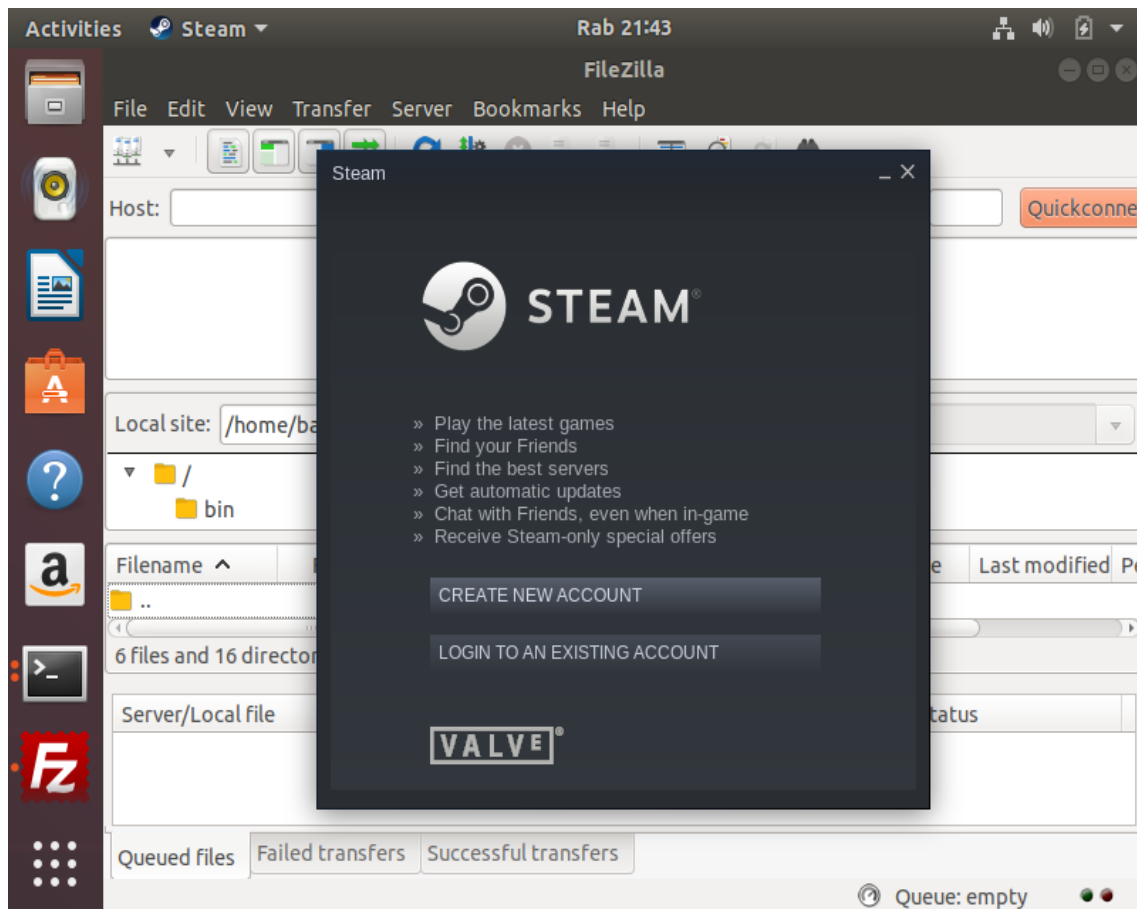 Activities Steam Rab 21:43
FileZilla
File Edit View Transfer Server Bookmarks Help
Steam
Host: Quickconne
STEAM®
Local site: /home/ba
» Play the latest games
» Find your Friends
» Find the best servers
» Get automatic updates
» Chat with Friends, even when in-game
» Receive Steam-only special offers
/
bin
Filename Last modified
..
CREATE NEW ACCOUNT
LOGIN TO AN EXISTING ACCOUNT
6 files and 16 director
Server/Local file tatus
VALVE®
Queued files Failed transfers Successful transfers
Queue: empty